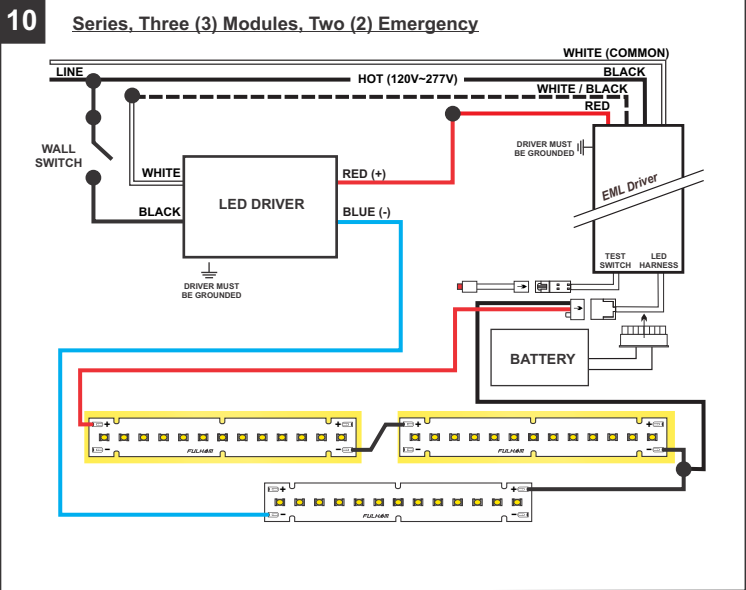 10
Series, Three (3) Modules, Two (2) Emergency
WHITE (COMMON)
LINE
HOT (120V~277V)
BLACK
WHITE / BLACK
RED
WALL
SWITCH
WHITE
BLACK
LED DRIVER
RED (+)
BLUE (-)
DRIVER MUST
BE GROUNDED
DRIVER MUST
BE GROUNDED
EML Driver
TEST
SWITCH
LED
HARNESS
BATTERY
+ +
- -
FULHAM
+ +
- -
FULHAM
+ +
- -
FULHAM